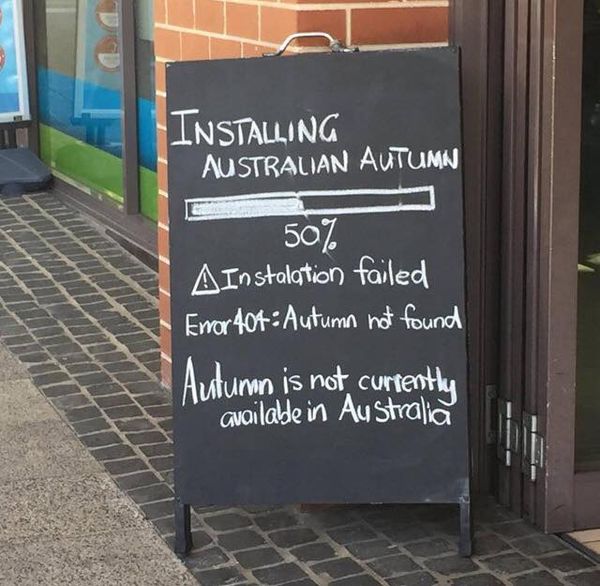 INSTALLING
AUSTRALIAN AUTUMN
50%
Instalation failed
Error 404: Autumn not found
Autumn is not currently
available in Australia